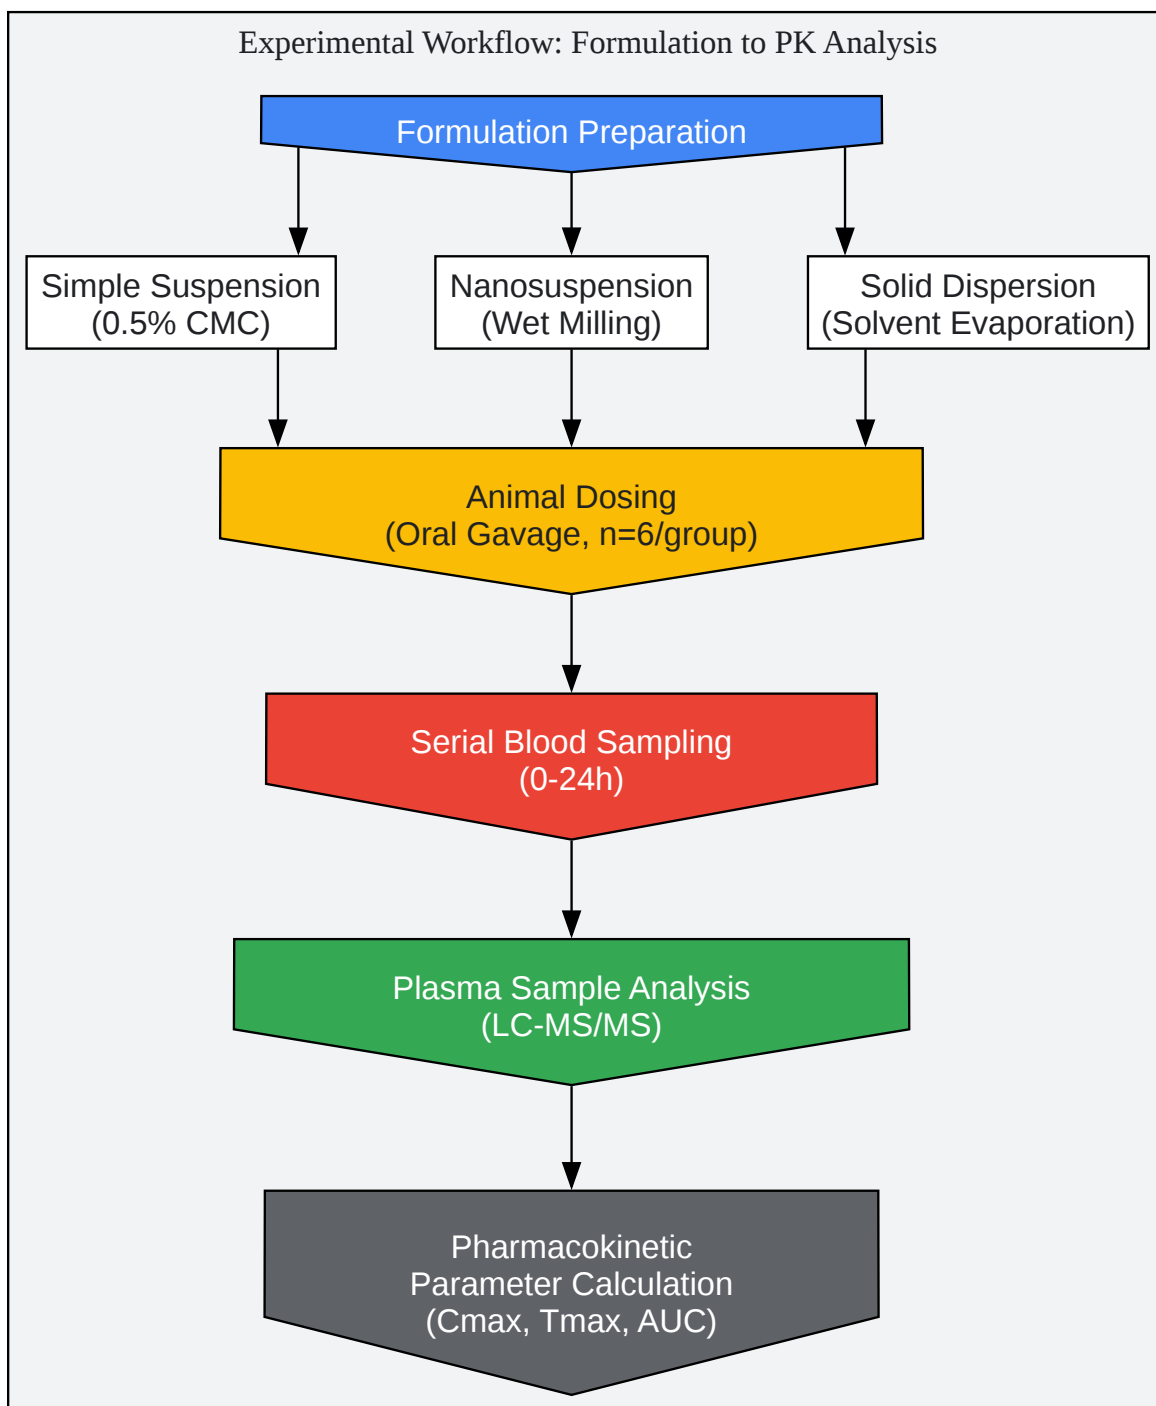 Experimental Workflow: Formulation to PK Analysis
Formulation Preparation
Simple Suspension
(0.5% CMC)
Nanosuspension
(Wet Milling)
Solid Dispersion
(Solvent Evaporation)
Animal Dosing
(Oral Gavage, n=6/group)
Serial Blood Sampling
(0-24h)
Plasma Sample Analysis
(LC-MS/MS)
Pharmacokinetic
Parameter Calculation
(Cmax, Tmax, AUC)